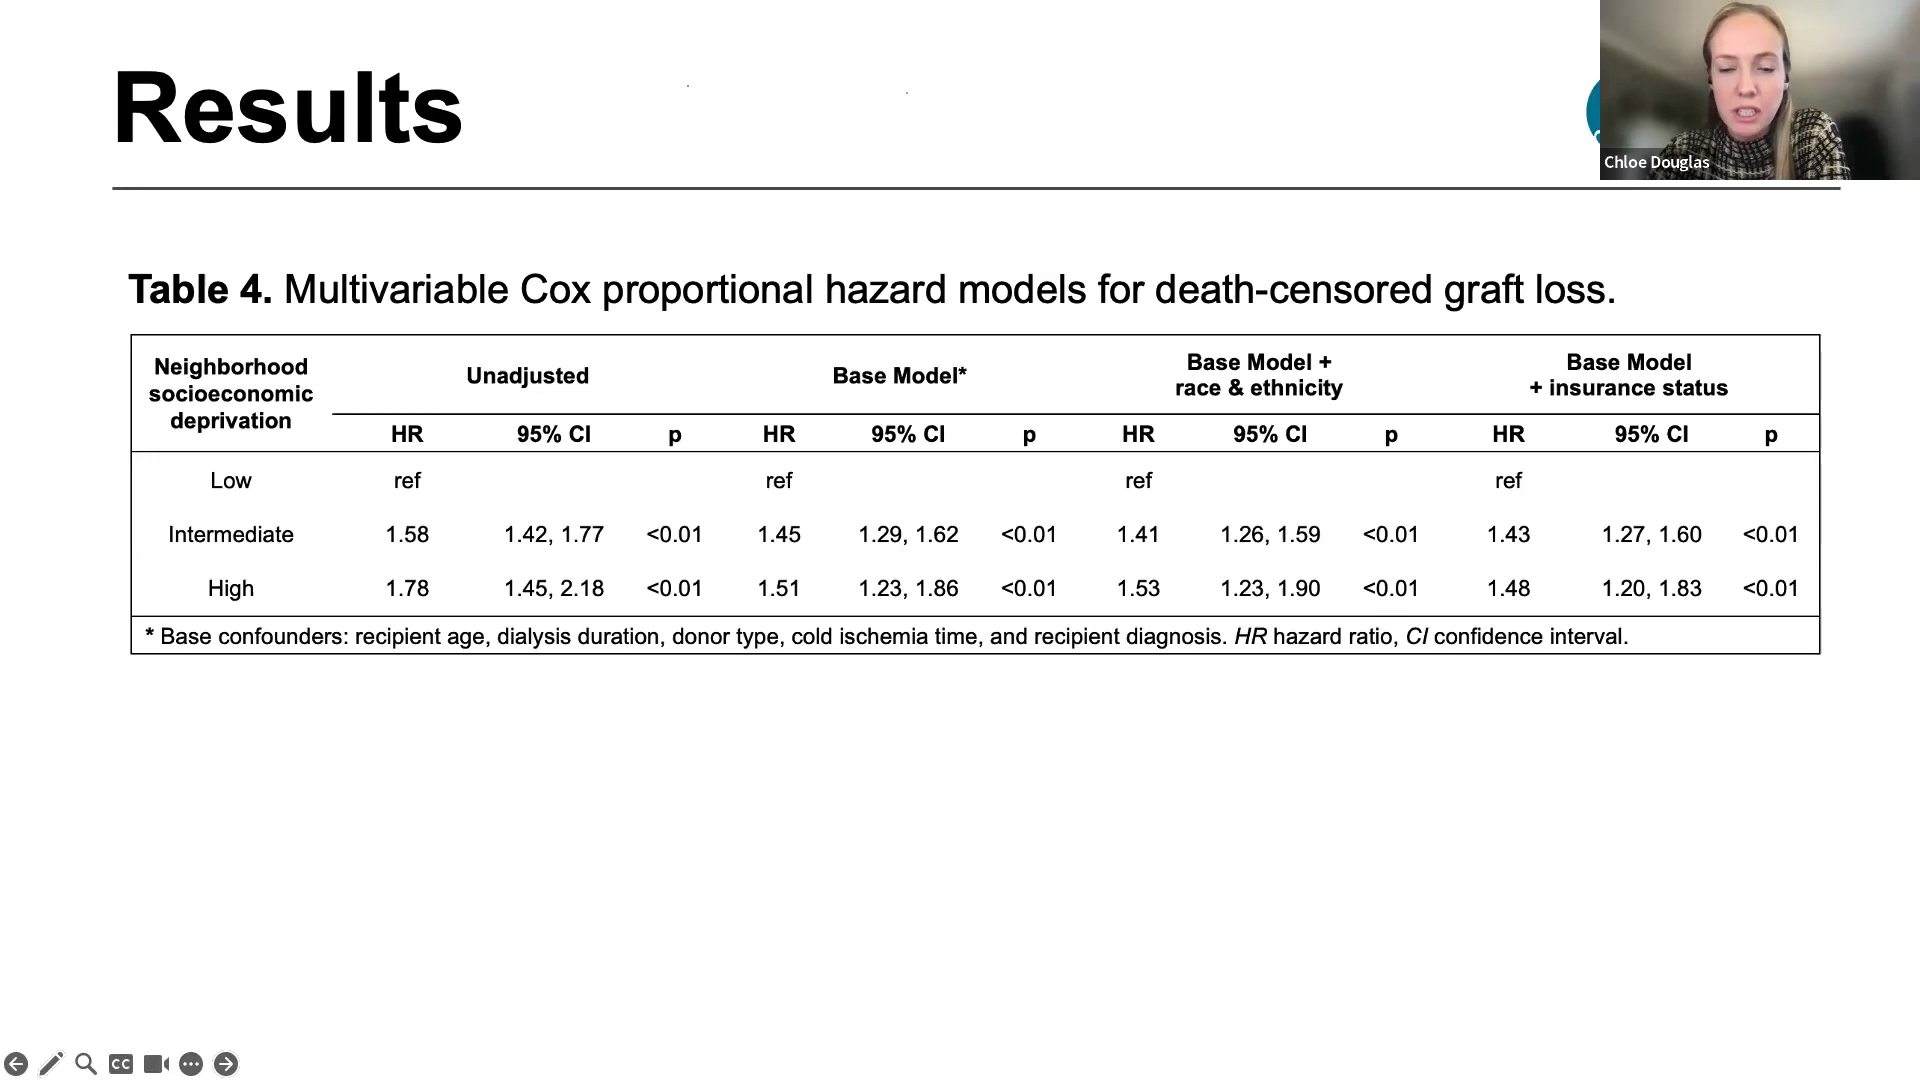 Results
Chloe Douglas
Table 4. Multivariable Cox proportional hazard models for death-censored graft loss.
Neighborhood socioeconomic deprivation
Unadjusted
Base Model*
Base Model +
race & ethnicity
Base Model
+ insurance status
HR 95% CI p HR 95% CI p HR 95% CI p HR 95% CI p
Low ref ref ref ref
Intermediate 1.58 1.42, 1.77 <0.01 1.45 1.29, 1.62 <0.01 1.41 1.26, 1.59 <0.01 1.43 1.27, 1.60 <0.01
High 1.78 1.45, 2.18 <0.01 1.51 1.23, 1.86 <0.01 1.53 1.23, 1.90 <0.01 1.48 1.20, 1.83 <0.01
* Base confounders: recipient age, dialysis duration, donor type, cold ischemia time, and recipient diagnosis. HR hazard ratio, CI confidence interval.
CC